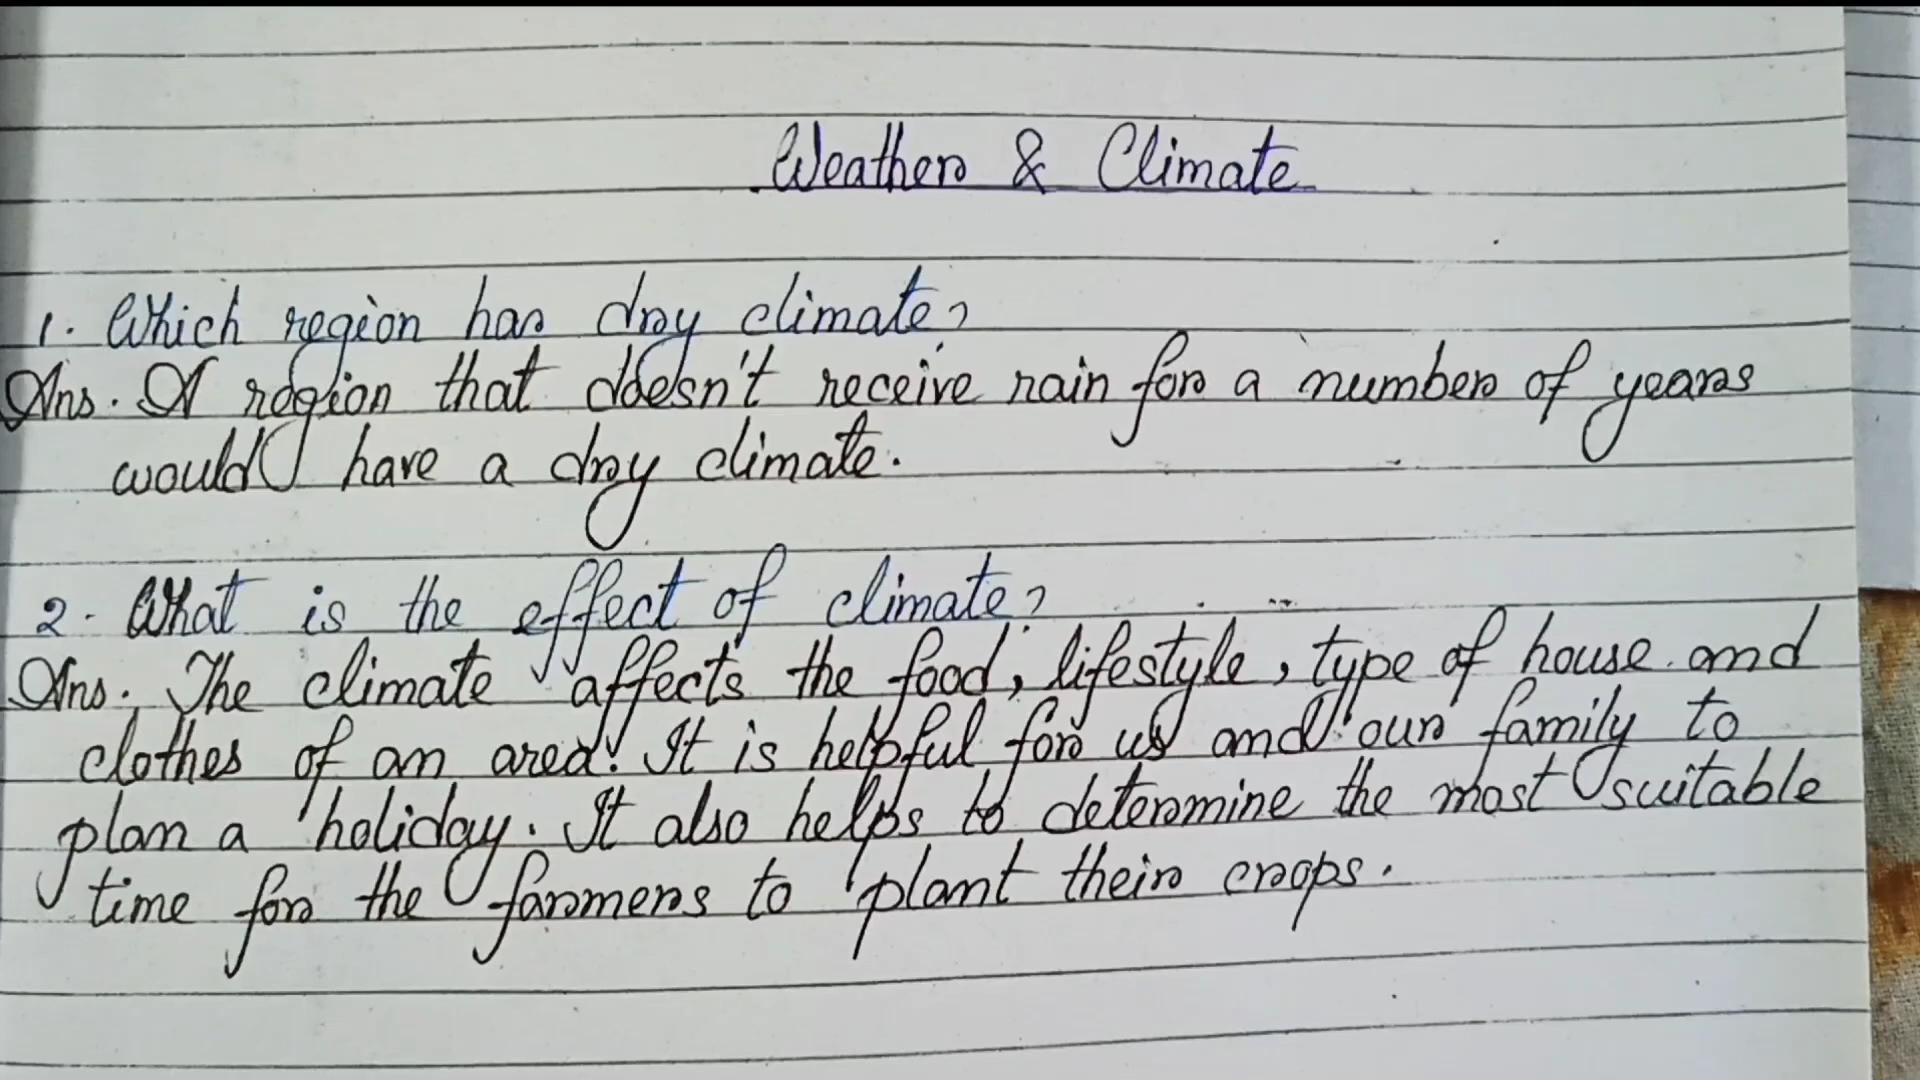 Weather & Climate
1. Which region has dry climate?
Ans. A region that doesn't receive rain for a number of years
would have a dry climate.
2. What is the effect of climate?
Ans. The climate affects the food, lifestyle, type of house and
clothes of an area. It is helpful for us and our family to
plan a holiday. It also helps to determine the most suitable
time for the farmers to plant their crops.